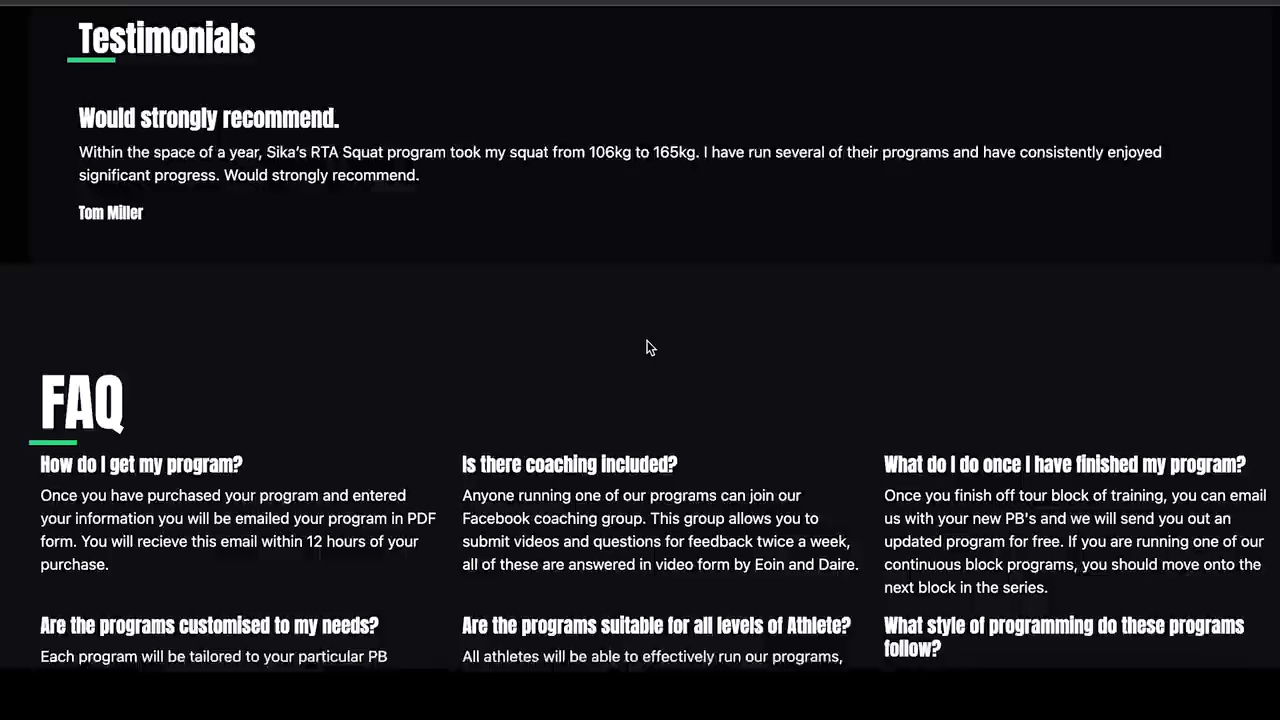 Testimonials
Would strongly recommend.
Within the space of a year, Sika’s RTA Squat program took my squat from 106kg to 165kg. I have run several of their programs and have consistently enjoyed
significant progress. Would strongly recommend.
Tom Miller
FAQ
How do I get my program?
Once you have purchased your program and entered
your information you will be emailed your program in PDF
form. You will recieve this email within 12 hours of your
purchase.
Is there coaching included?
Anyone running one of our programs can join our
Facebook coaching group. This group allows you to
submit videos and questions for feedback twice a week,
all of these are answered in video form by Eoin and Daire.
What do I do once I have finished my program?
Once you finish off tour block of training, you can email
us with your new PB's and we will send you out an
updated program for free. If you are running one of our
continuous block programs, you should move onto the
next block in the series.
Are the programs customised to my needs?
Each program will be tailored to your particular PB
Are the programs suitable for all levels of Athlete?
All athletes will be able to effectively run our programs,
What style of programming do these programs
follow?